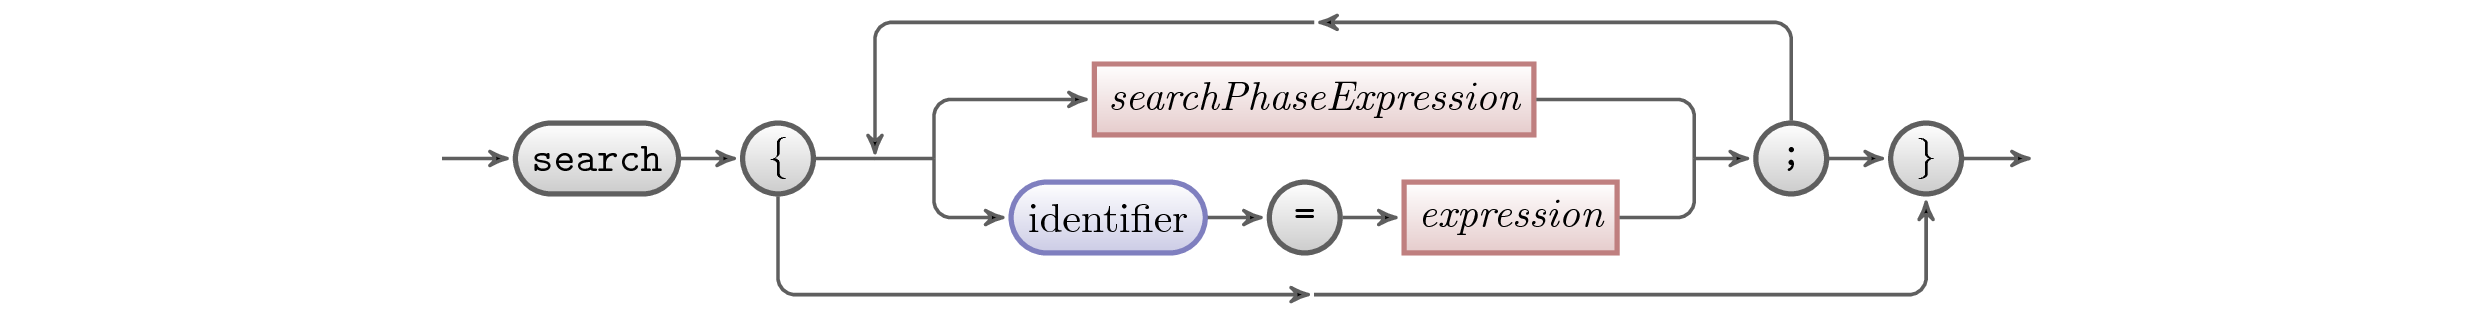 searchPhaseExpression
search { ; }
identifier = expression